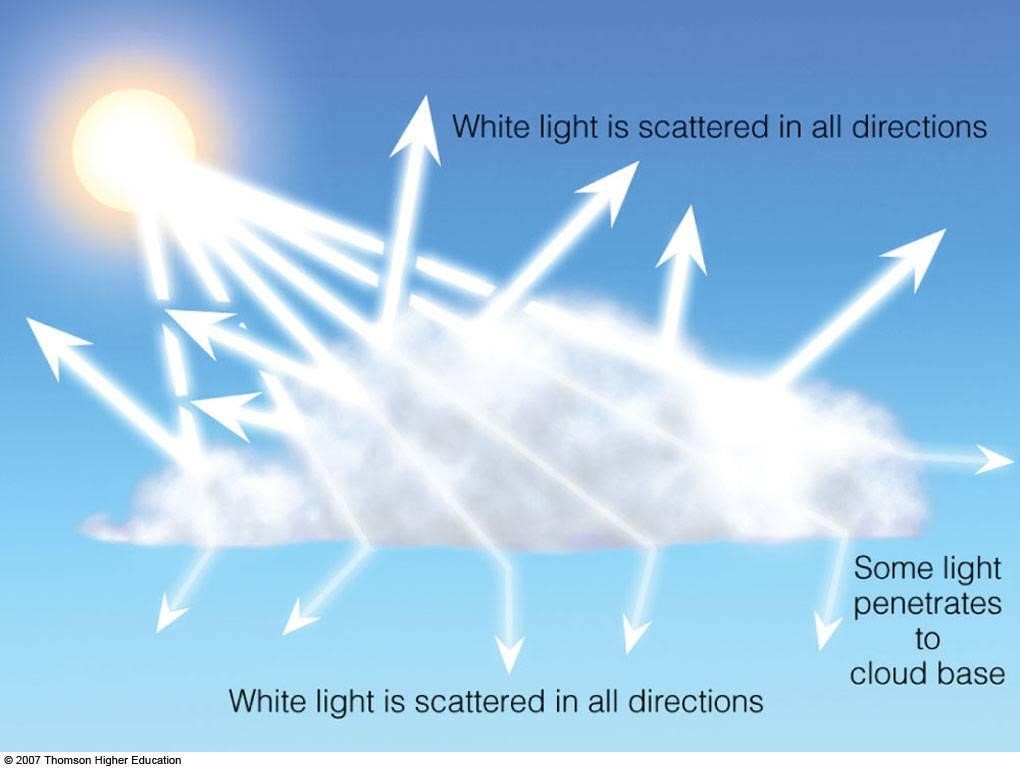 White light is scattered in all directions
Some light
penetrates
to
cloud base
White light is scattered in all directions
© 2007 Thomson Higher Education